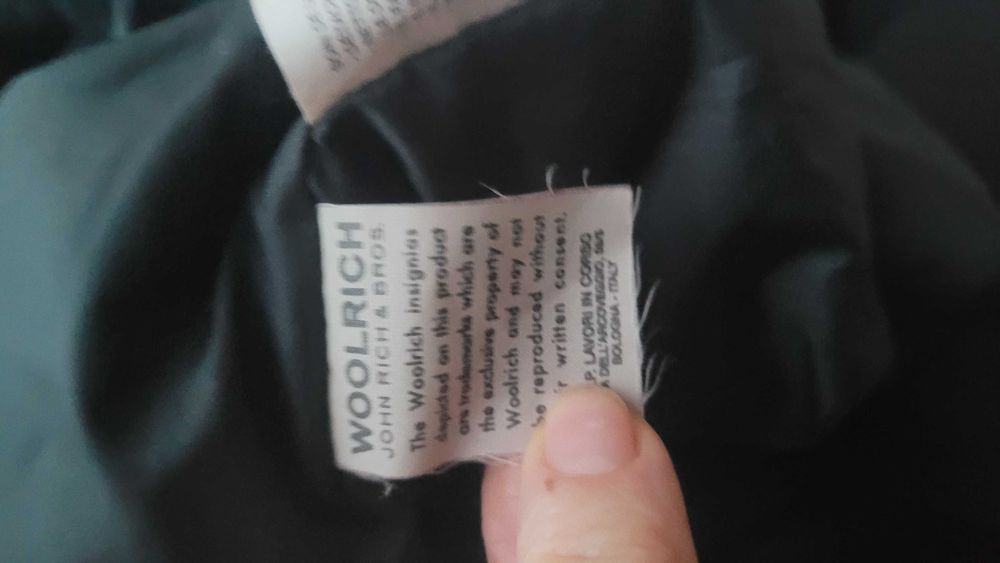 WOOLRICH
JOHN RICH & BROS.
The Woolrich insignias
depicted on this product
are trademarks which are
the exclusive property of
Woolrich and may not
be reproduced without
written consent.
P. LAVORI IN CORSO
DELL'ARCOVEGGIO,
BOLOGNA - ITALY